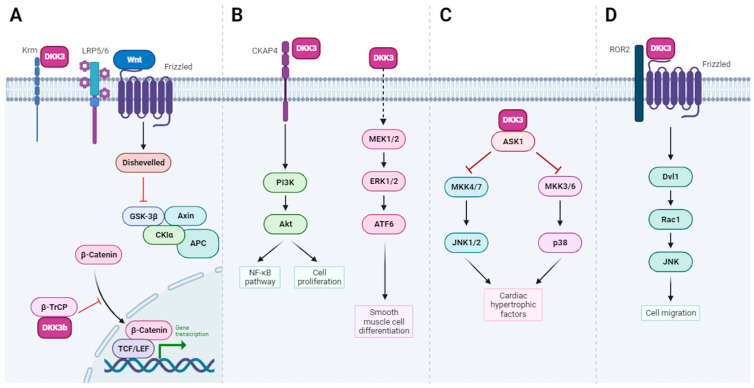 A
Krm
DKK3
LRP5/6
Wnt
Frizzled
Dishevelled
GSK-3β
Axin
CKIα
APC
β-Catenin
β-TrCP
DKK3b
β-Catenin
TCF/LEF
Gene
transcription
B
CKAP4
DKK3
PI3K
Akt
NF-κB
pathway
Cell
proliferation
DKK3
MEK1/2
ERK1/2
ATF6
Smooth
muscle cell
differentiation
C
DKK3
ASK1
MKK4/7
MKK3/6
JNK1/2
p38
Cardiac
hypertrophic
factors
D
ROR2
DKK3
Frizzled
Dvl1
Rac1
JNK
Cell migration